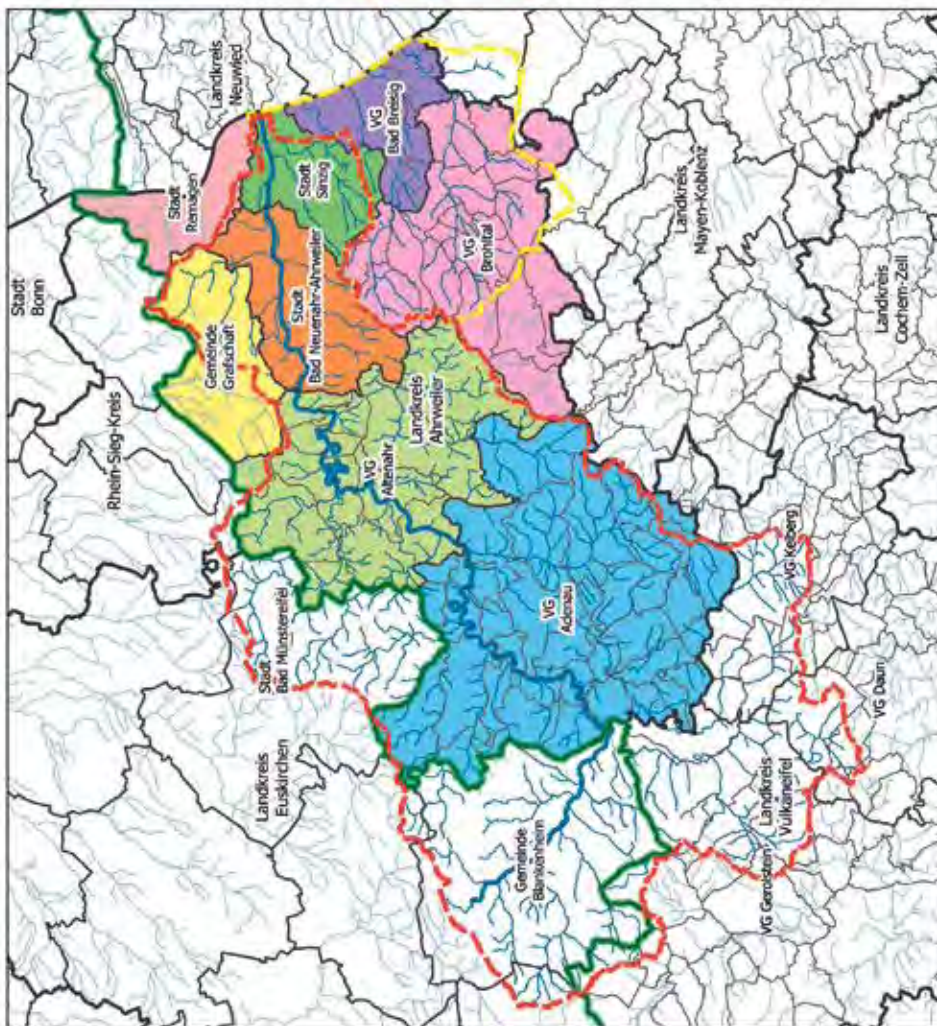 Stadt
Bonn
Rhein-Sieg-Kreis
Landkreis
Neuwied
Stadt
Remagen
Gemeinde
Grafschaft
Stadt
Sinzig
VG
Bad Breisig
Stadt
Bad Neuenahr-Ahrweiler
VG
Brohltal
Landkreis
Ahrweiler
VG
Altenahr
Stadt
Bad Münstereifel
Landkreis
Euskirchen
VG
Adenau
Gemeinde
Blankenheim
Landkreis
Mayen-Koblenz
Landkreis
Cochem-Zell
VG Kelberg
VG Daun
Landkreis
Vulkaneifel
VG Gerolstein